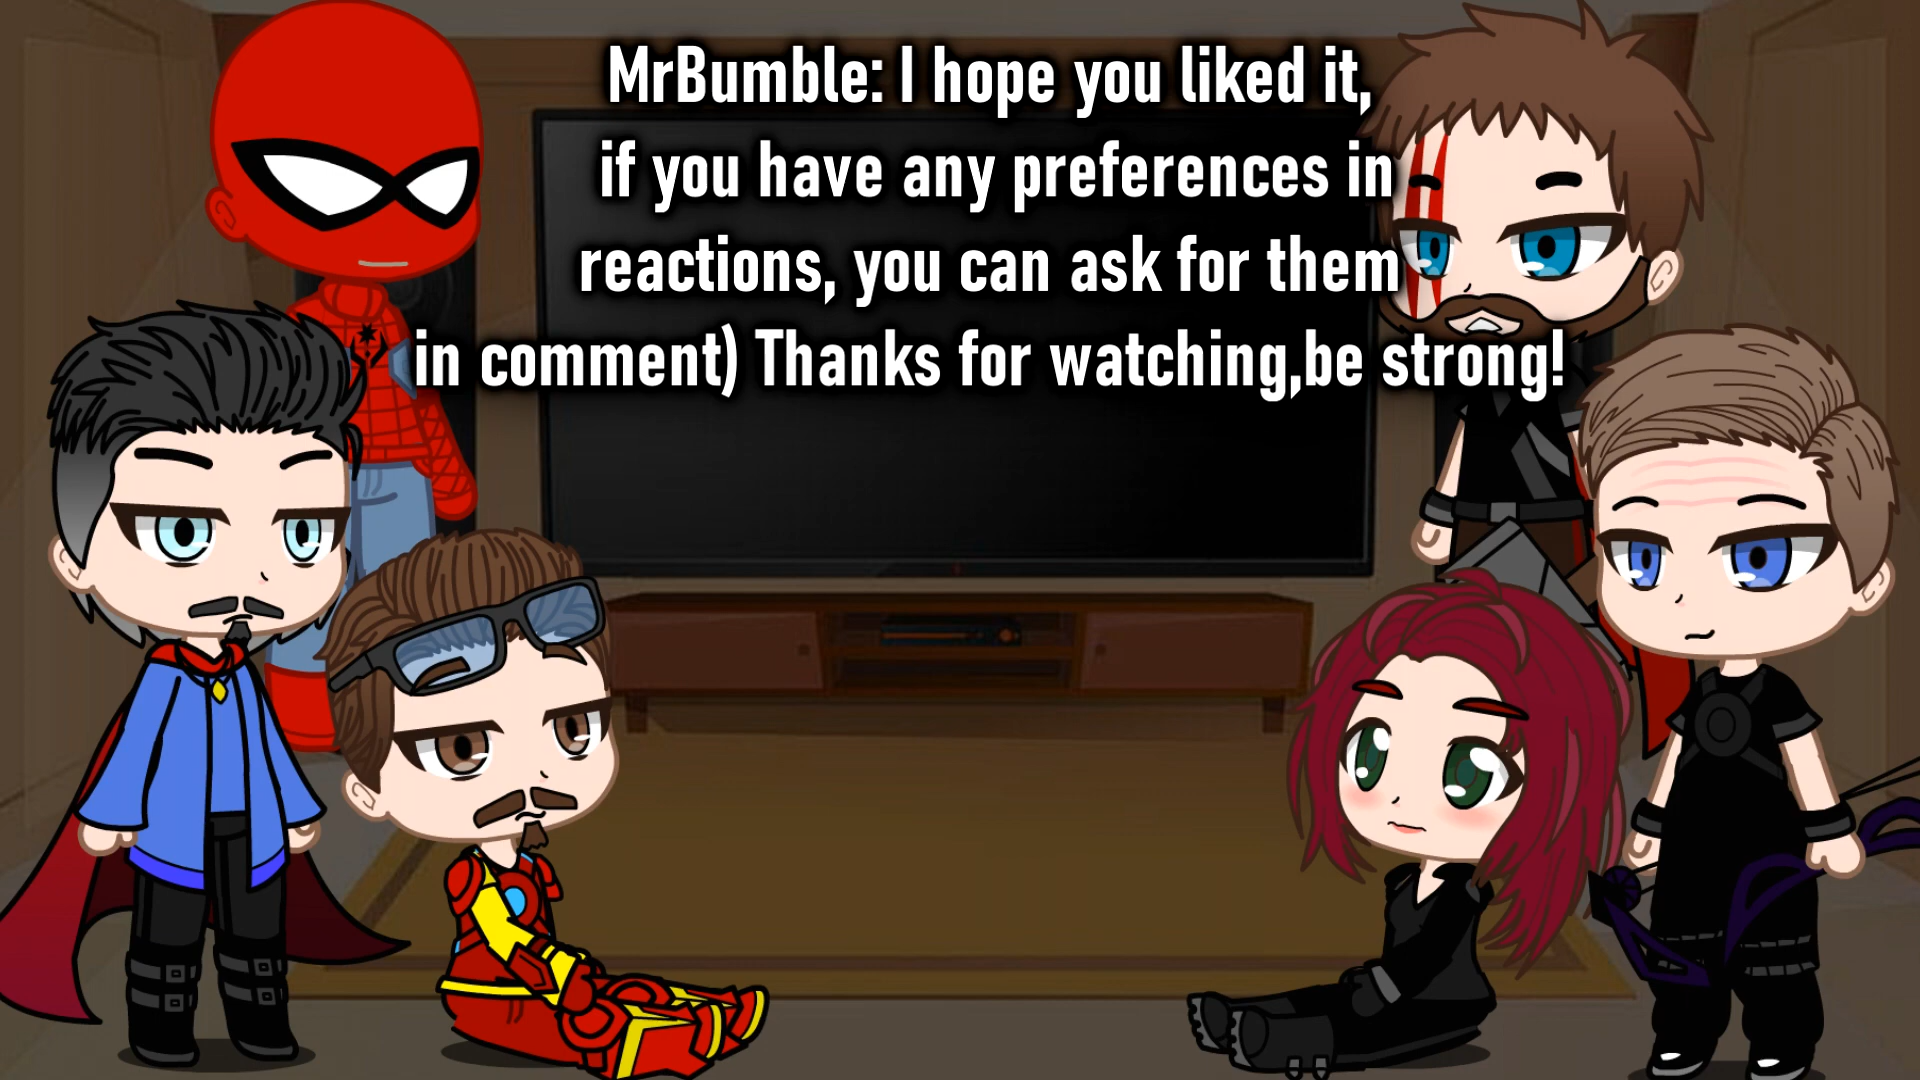 MrBumble: I hope you liked it,
if you have any preferences in
reactions, you can ask for them
in comment) Thanks for watching,be strong!